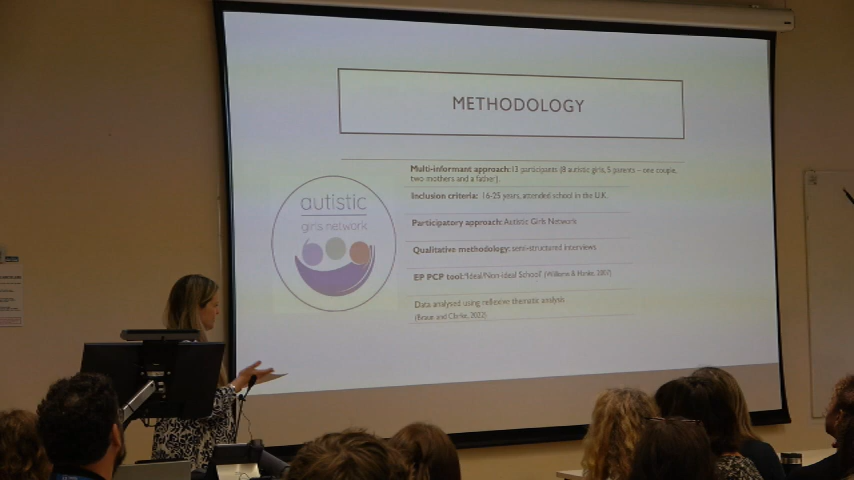 METHODOLOGY
autistic
girls network
Multi-informant approach: 13 participants (8 autistic girls, 5 parents – one couple,
two mothers and a father).
Inclusion criteria: 16-25 years, attended school in the U.K.
Participatory approach: Autistic Girls Network
Qualitative methodology: semi-structured interviews
EP PCP tool: 'Ideal/Non-ideal School' (Williams & Hanke, 2007)
Data analysed using reflexive thematic analysis
(Braun and Clarke, 2022)